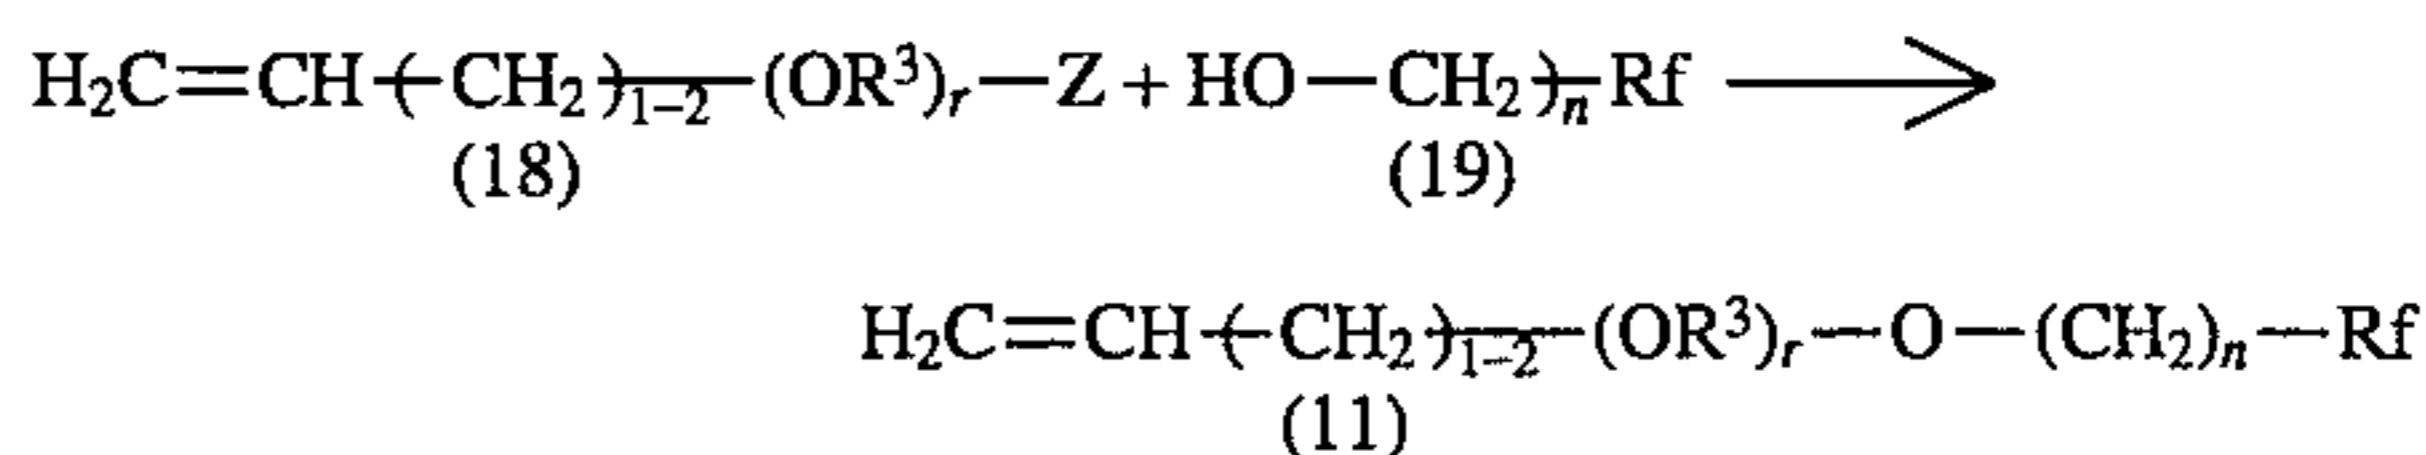 H₂C=CH-(-CH₂-)₁₋₂-(OR³)ᵣ-Z + HO-CH₂-)ₙ-Rf →
(18) (19)
H₂C=CH-(-CH₂-)₁₋₂-(OR³)ᵣ-O-(CH₂)ₙ-Rf
(11)